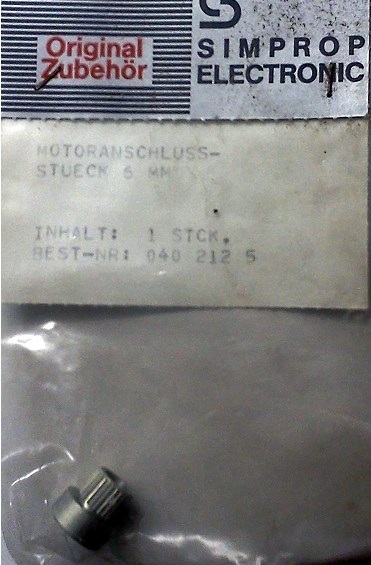 Original
Zubehör
S
SIMPROP
ELECTRONIC
MOTORANSCHLUSS-
STUECK 6 MM
INHALT: 1 STCK.
BEST-NR: 040 212 5